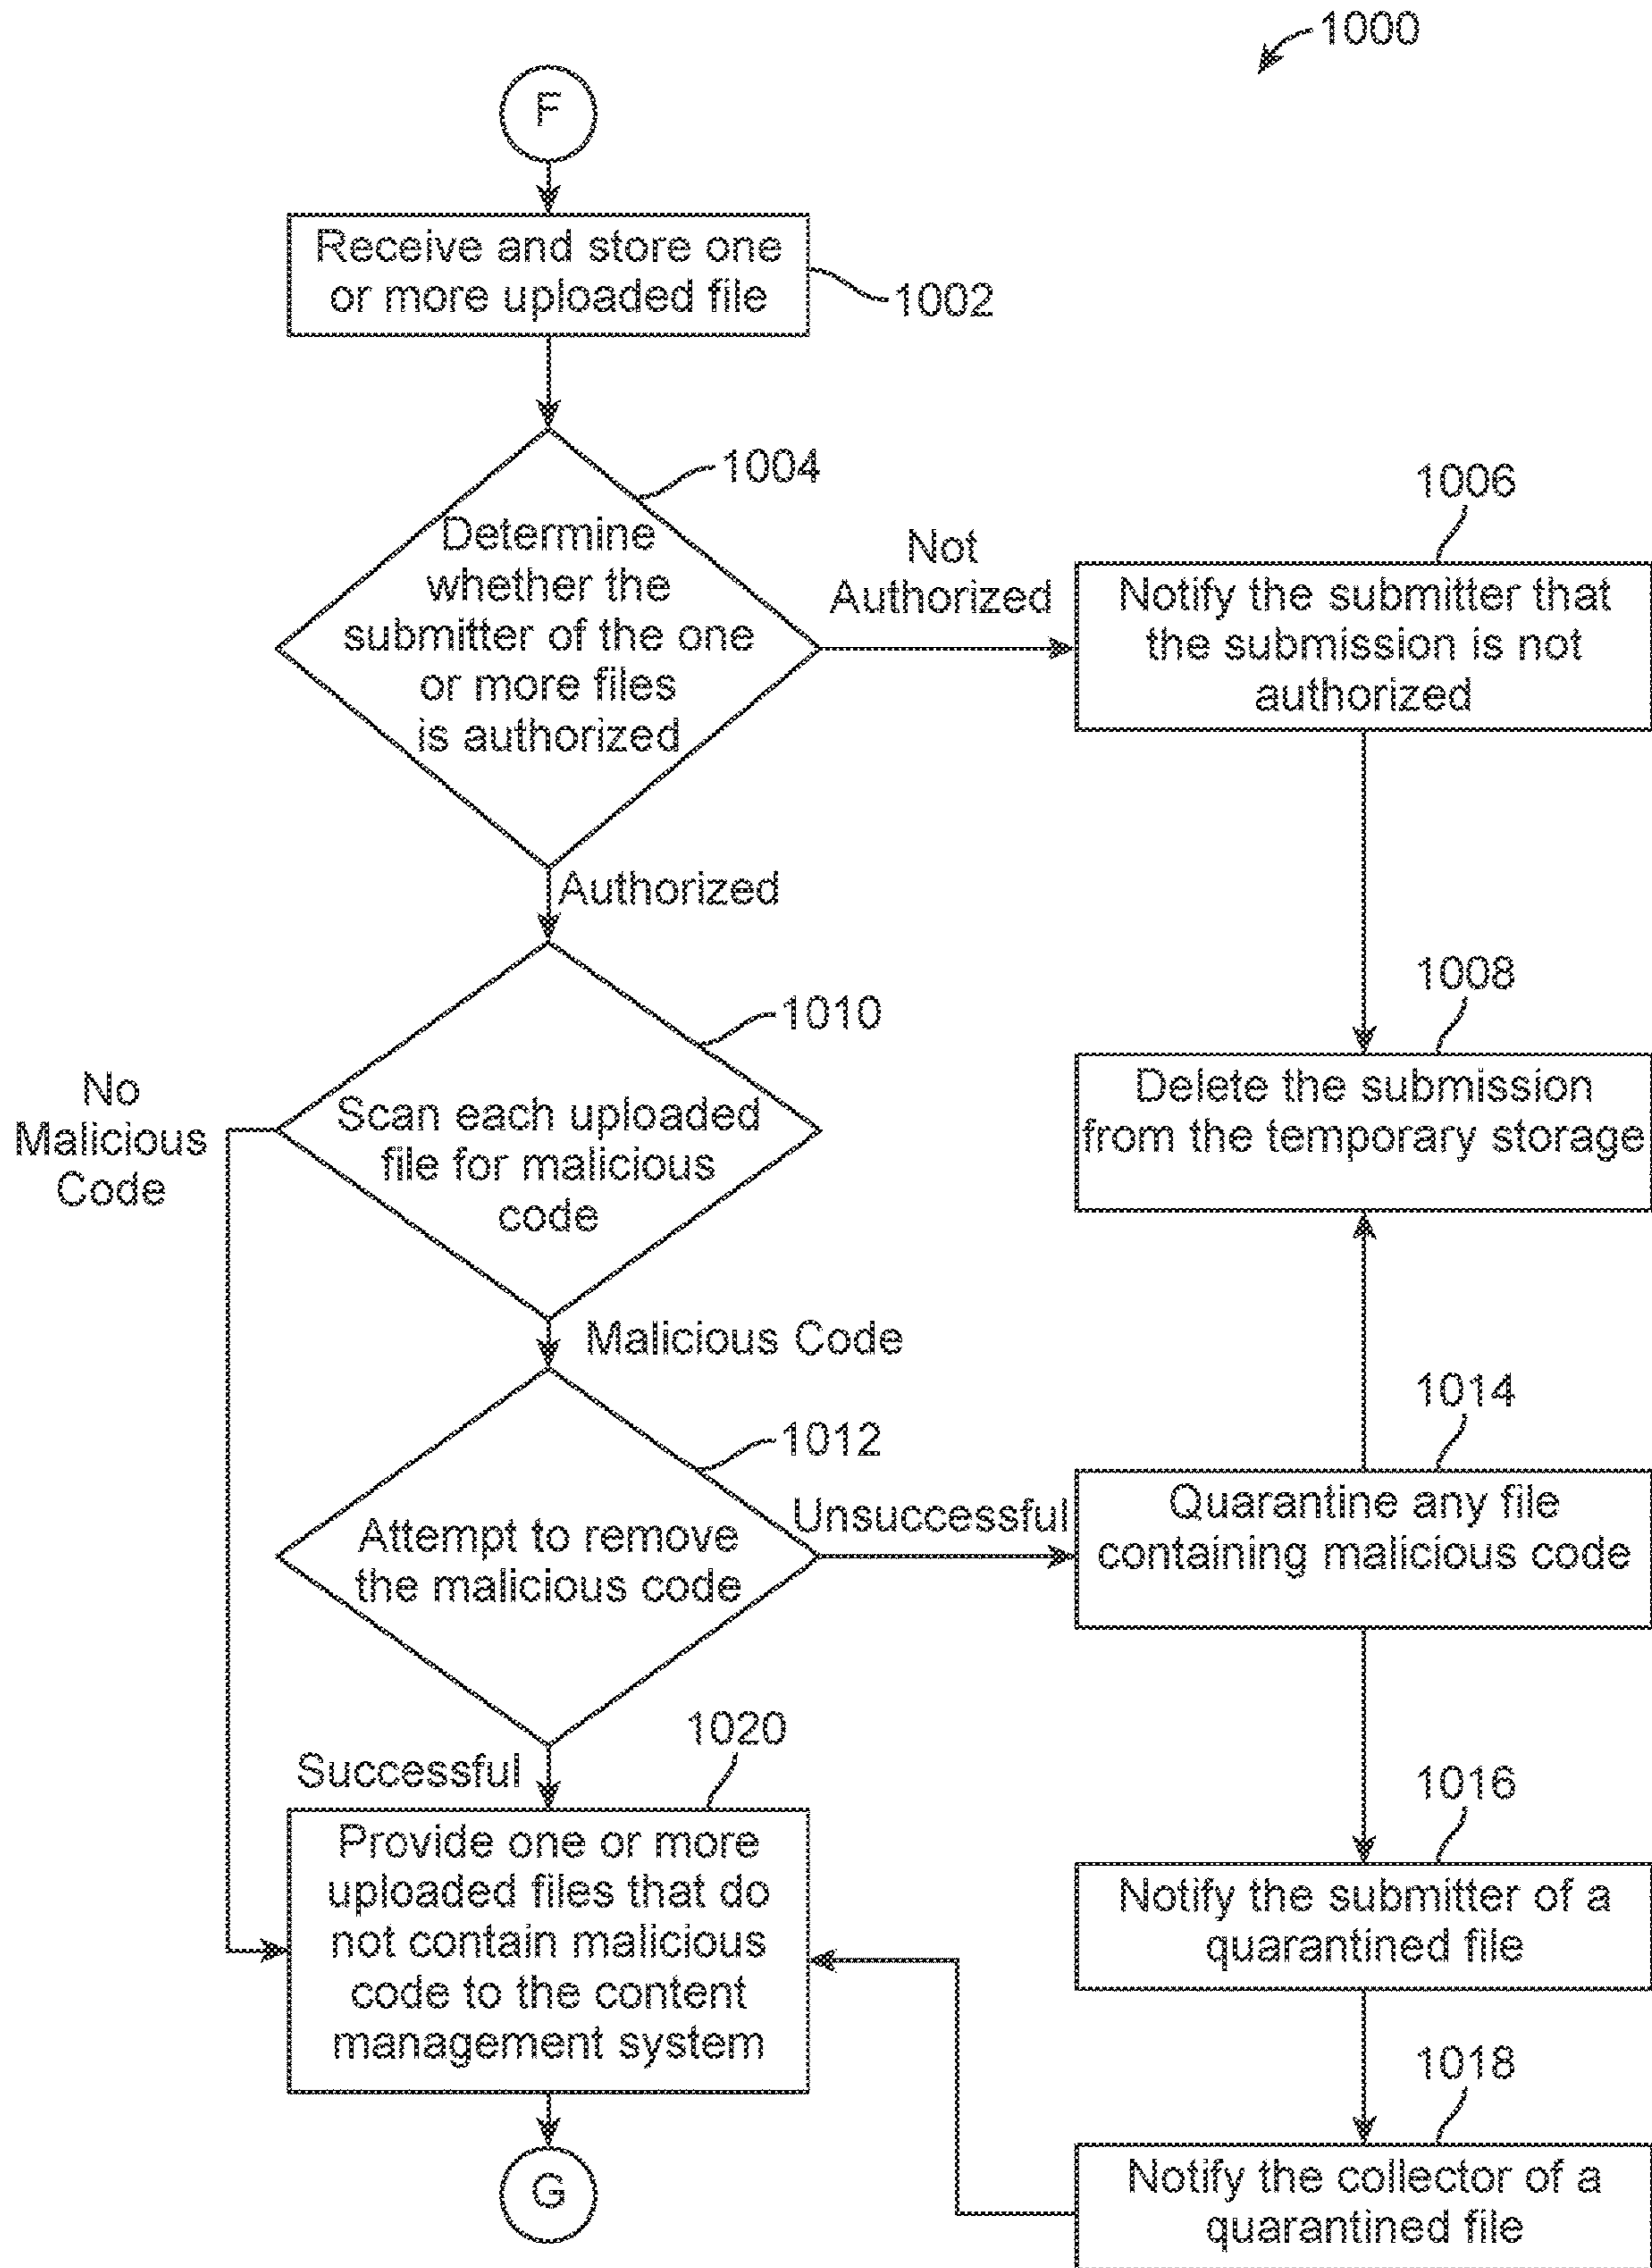 1000
F
Receive and store one
or more uploaded file
1002
1004
Determine
whether the
submitter of the one
or more files
is authorized
Not
Authorized
1006
Notify the submitter that
the submission is not
authorized
Authorized
1008
Delete the submission
from the temporary storage
1010
Scan each uploaded
file for malicious
code
No
Malicious
Code
Malicious Code
1012
Attempt to remove
the malicious code
Unsuccessful
1014
Quarantine any file
containing malicious code
Successful
1020
Provide one or more
uploaded files that do
not contain malicious
code to the content
management system
1016
Notify the submitter of a
quarantined file
1018
Notify the collector of a
quarantined file
G